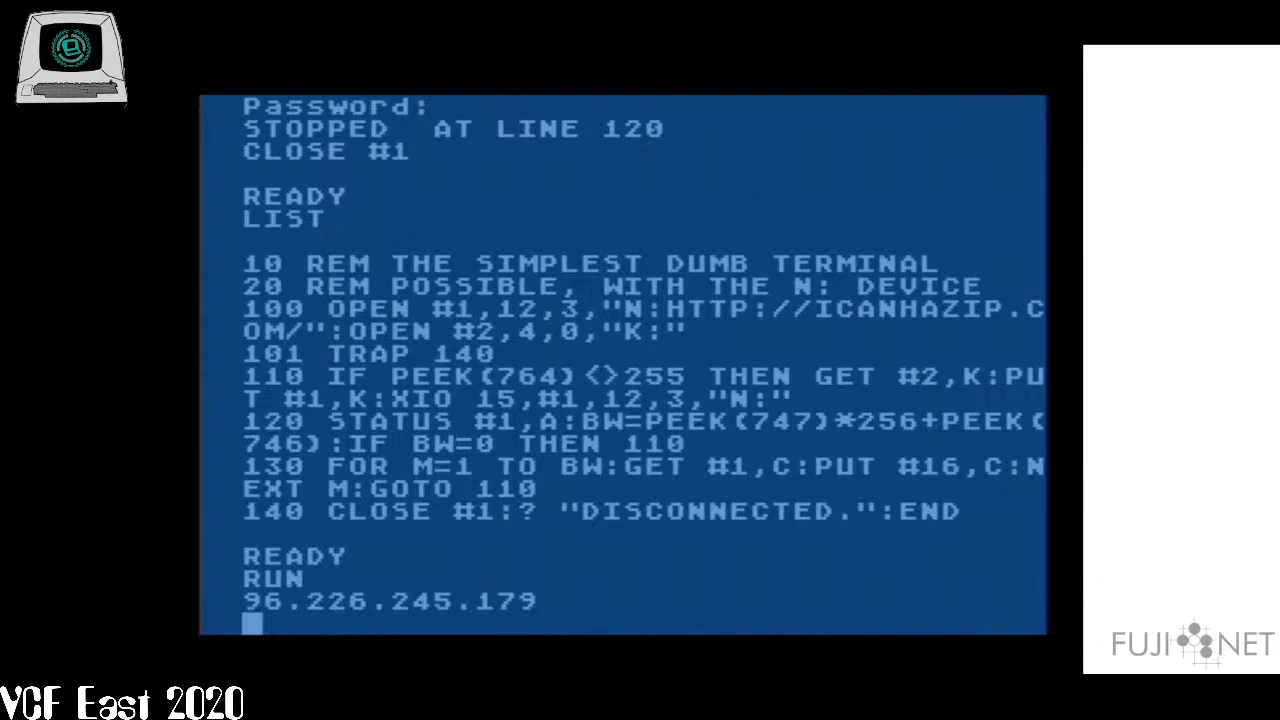 Password:
STOPPED  AT LINE 120
CLOSE #1
READY
LIST
10 REM THE SIMPLEST DUMB TERMINAL
20 REM POSSIBLE, WITH THE N: DEVICE
100 OPEN #1,12,3,"N:HTTP://ICANHAZIP.C
OM/":OPEN #2,4,0,"K:"
101 TRAP 140
110 IF PEEK(764)<>255 THEN GET #2,K:PU
T #1,K:XIO 15,#1,12,3,"N:"
120 STATUS #1,A:BW=PEEK(747)*256+PEEK(
746):IF BW=0 THEN 110
130 FOR M=1 TO BW:GET #1,C:PUT #16,C:N
EXT M:GOTO 110
140 CLOSE #1:? "DISCONNECTED.":END
READY
RUN
96.226.245.179
FUJINET
VCF East 2020